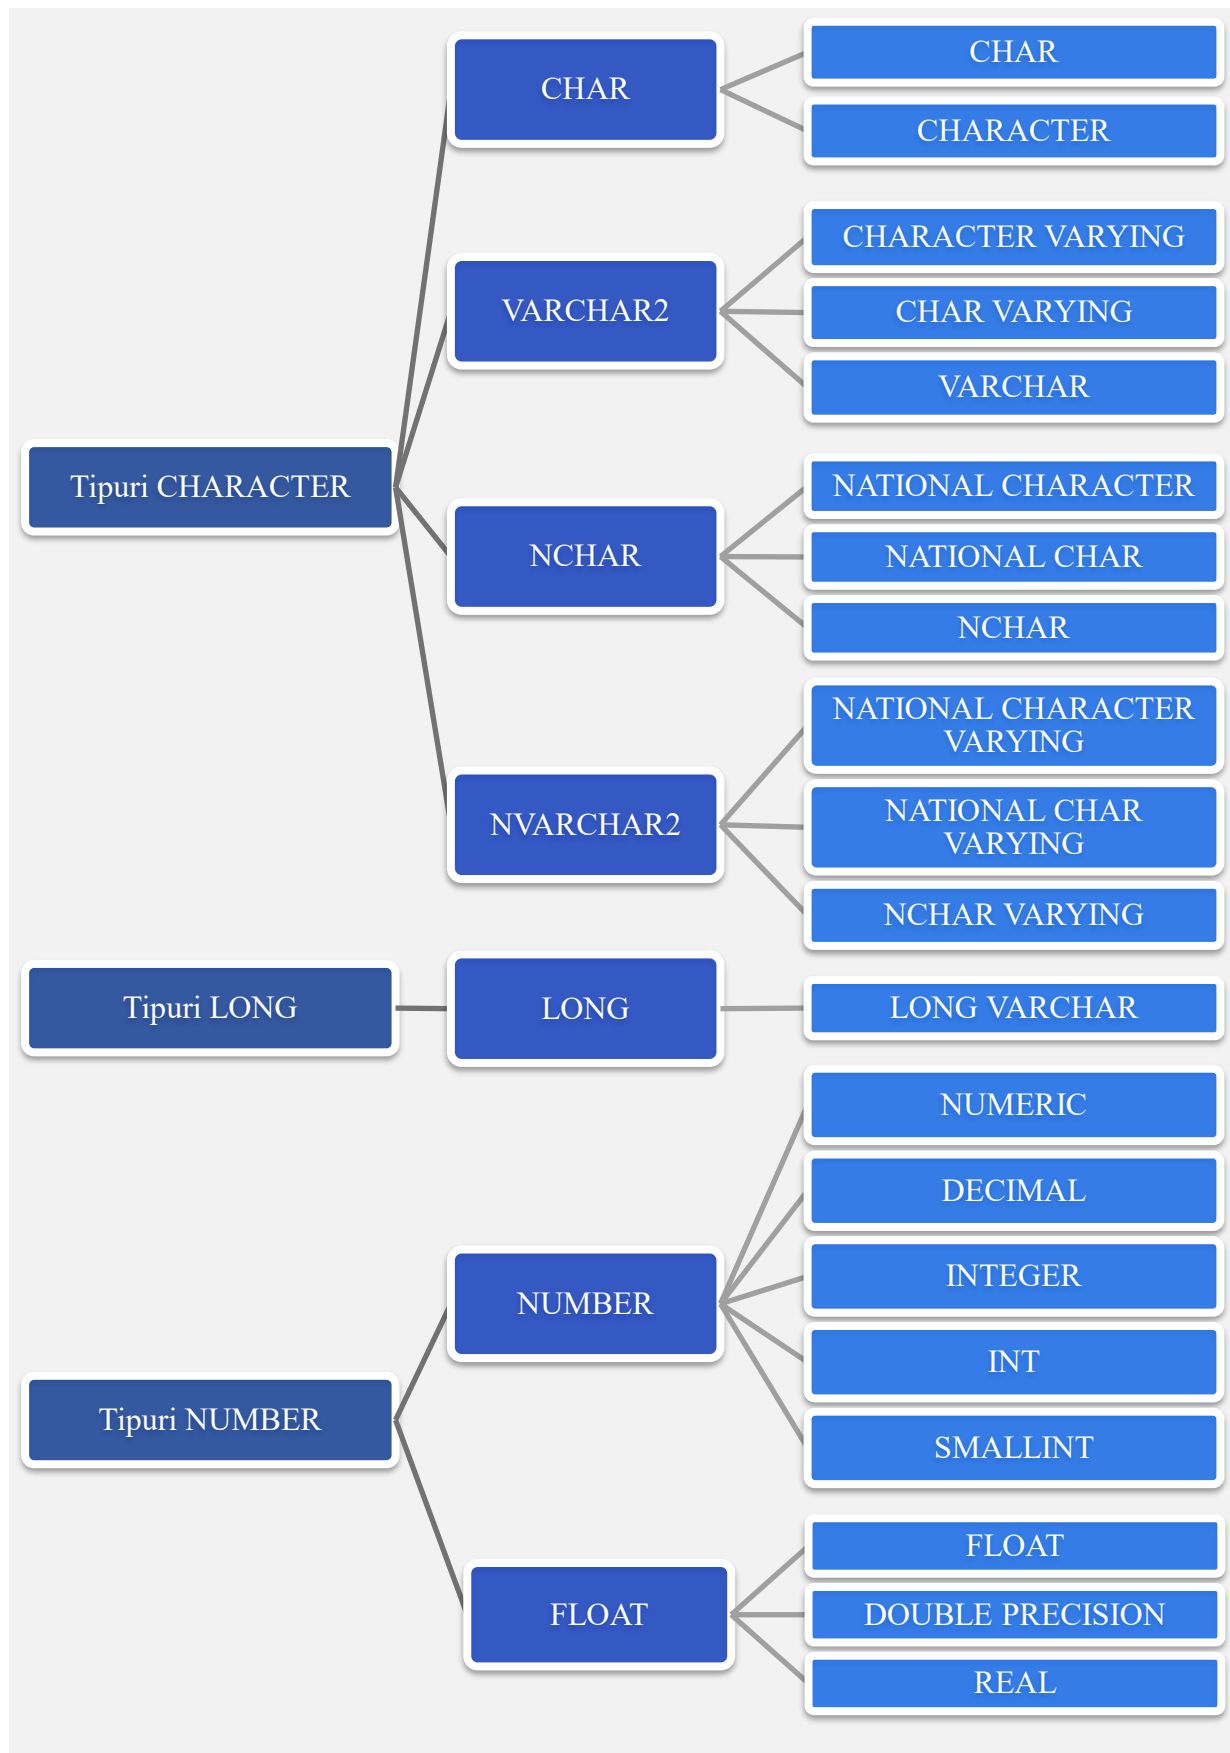 Tipuri CHARACTER
CHAR
CHAR
CHARACTER
VARCHAR2
CHARACTER VARYING
CHAR VARYING
VARCHAR
NCHAR
NATIONAL CHARACTER
NATIONAL CHAR
NCHAR
NVARCHAR2
NATIONAL CHARACTER
VARYING
NATIONAL CHAR
VARYING
NCHAR VARYING
Tipuri LONG
LONG
LONG VARCHAR
Tipuri NUMBER
NUMBER
NUMERIC
DECIMAL
INTEGER
INT
SMALLINT
FLOAT
FLOAT
DOUBLE PRECISION
REAL